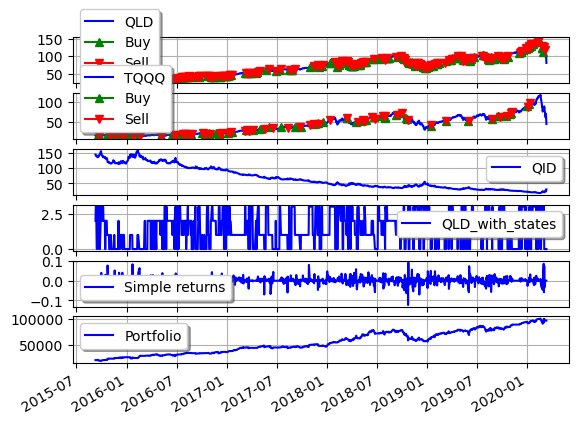 QLD
Buy
Sell
150
100
50
TQQQ
Buy
Sell
100
50
QID
150
100
50
QLD_with_states
2.5
0.0
Simple returns
0.1
0.0
−0.1
Portfolio
100000
50000
2015-07
2016-01
2016-07
2017-01
2017-07
2018-01
2018-07
2019-01
2019-07
2020-01